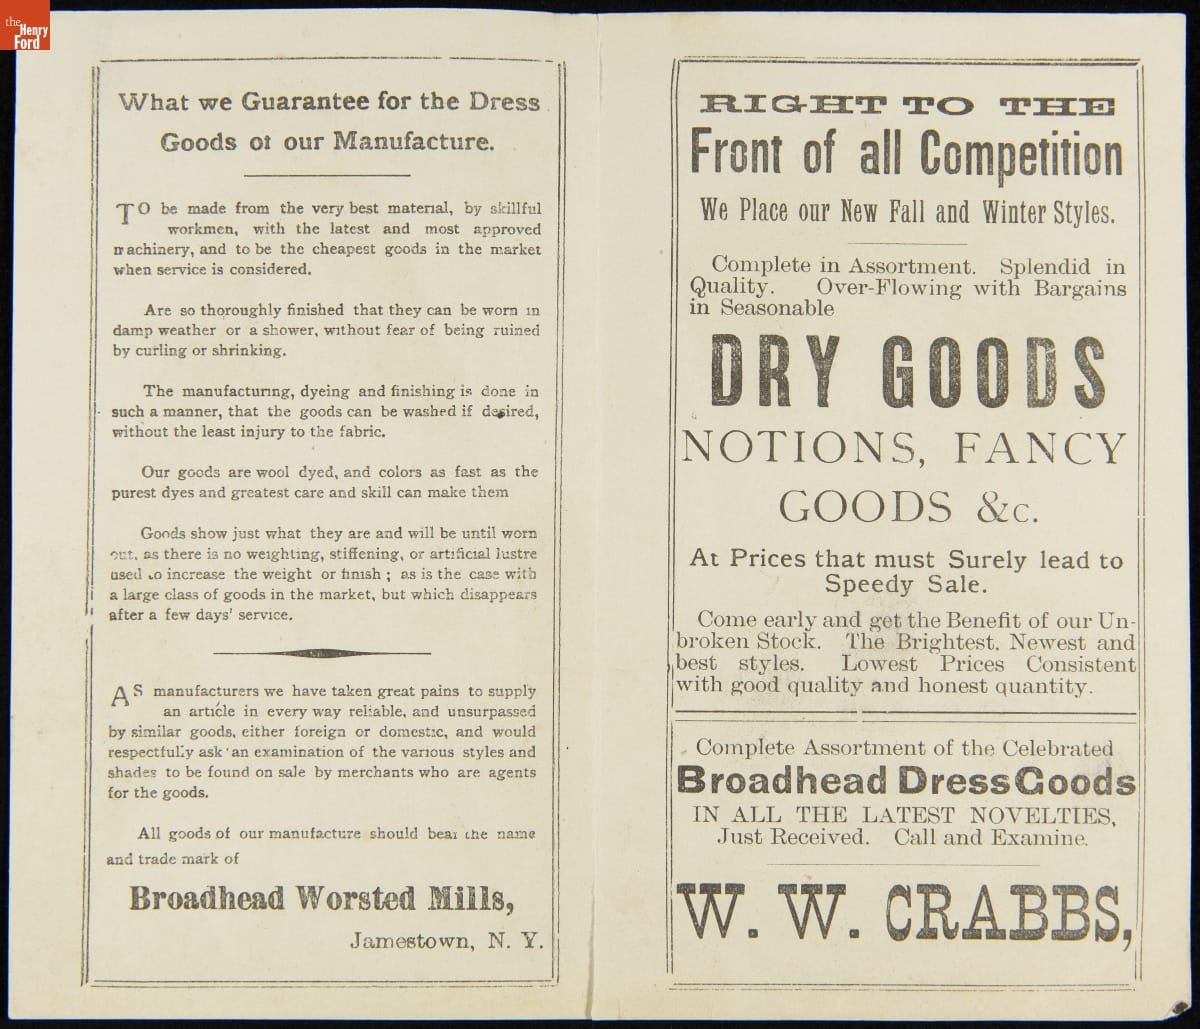 the
Henry
Ford
What we Guarantee for the Dress
Goods of our Manufacture.
TO be made from the very best material, by skillful
workmen, with the latest and most approved
machinery, and to be the cheapest goods in the market
when service is considered.
Are so thoroughly finished that they can be worn in
damp weather or a shower, without fear of being ruined
by curling or shrinking.
The manufacturing, dyeing and finishing is done in
such a manner, that the goods can be washed if desired,
without the least injury to the fabric.
Our goods are wool dyed, and colors as fast as the
purest dyes and greatest care and skill can make them
Goods show just what they are and will be until worn
out, as there is no weighting, stiffening, or artificial lustre
used to increase the weight or finish ; as is the case with
a large class of goods in the market, but which disappears
after a few days' service.
AS manufacturers we have taken great pains to supply
an article in every way reliable, and unsurpassed
by similar goods, either foreign or domestic, and would
respectfully ask an examination of the various styles and
shades to be found on sale by merchants who are agents
for the goods.
All goods of our manufacture should bear the name
and trade mark of
Broadhead Worsted Mills,
Jamestown, N. Y.
RIGHT TO THE
Front of all Competition
We Place our New Fall and Winter Styles.
Complete in Assortment. Splendid in
Quality. Over-Flowing with Bargains
in Seasonable
DRY GOODS
NOTIONS, FANCY
GOODS &c.
At Prices that must Surely lead to
Speedy Sale.
Come early and get the Benefit of our Un-
broken Stock. The Brightest, Newest and
best styles. Lowest Prices Consistent
with good quality and honest quantity.
Complete Assortment of the Celebrated
Broadhead Dress Goods
IN ALL THE LATEST NOVELTIES,
Just Received. Call and Examine.
W. W. CRABBS,